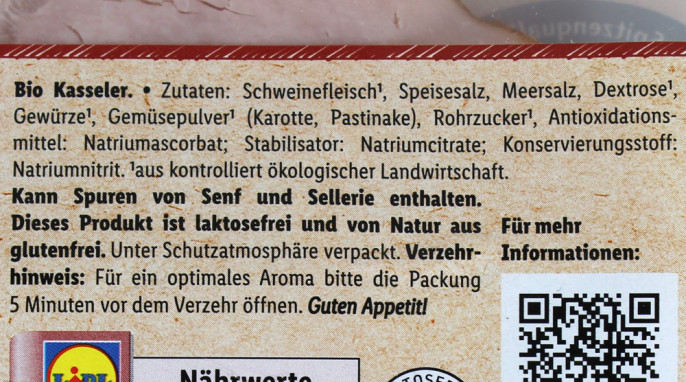 Spitzenqual
Bio Kasseler. • Zutaten: Schweinefleisch¹, Speisesalz, Meersalz, Dextrose¹,
Gewürze¹, Gemüsepulver¹ (Karotte, Pastinake), Rohrzucker¹, Antioxidations-
mittel: Natriumascorbat; Stabilisator: Natriumcitrate; Konservierungsstoff:
Natriumnitrit. ¹aus kontrolliert ökologischer Landwirtschaft.
Kann Spuren von Senf und Sellerie enthalten.
Dieses Produkt ist laktosefrei und von Natur aus
glutenfrei. Unter Schutzatmosphäre verpackt. Verzehr-
hinweis: Für ein optimales Aroma bitte die Packung
5 Minuten vor dem Verzehr öffnen. Guten Appetit!
Für mehr
Informationen:
LIDL
Nährwerte